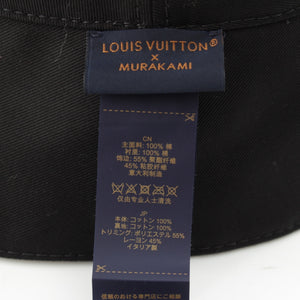 LOUIS VUITTON®
×
MURAKAMI
CN
主面料: 100% 棉
衬里: 100% 棉
饰边: 55% 聚酯纤维
45% 粘胶纤维
意大利制造
仅由专业人士清洗
JP
本体: コットン 100%
裏地: コットン 100%
トリミング: ポリエステル 55%
レーヨン 45%
イタリア製